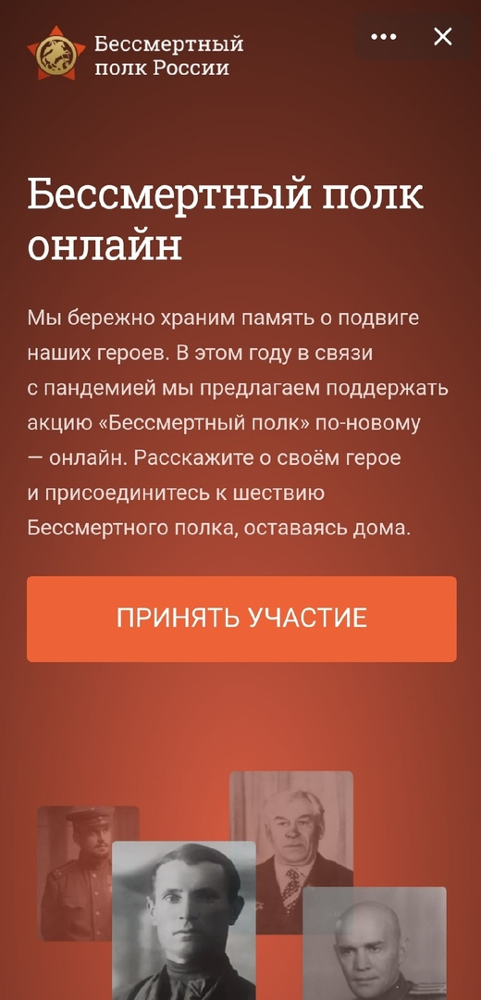 Бессмертный
полк России
Бессмертный полк
онлайн
Мы бережно храним память о подвиге
наших героев. В этом году в связи
с пандемией мы предлагаем поддержать
акцию «Бессмертный полк» по-новому
— онлайн. Расскажите о своём герое
и присоединитесь к шествию
Бессмертного полка, оставаясь дома.
ПРИНЯТЬ УЧАСТИЕ